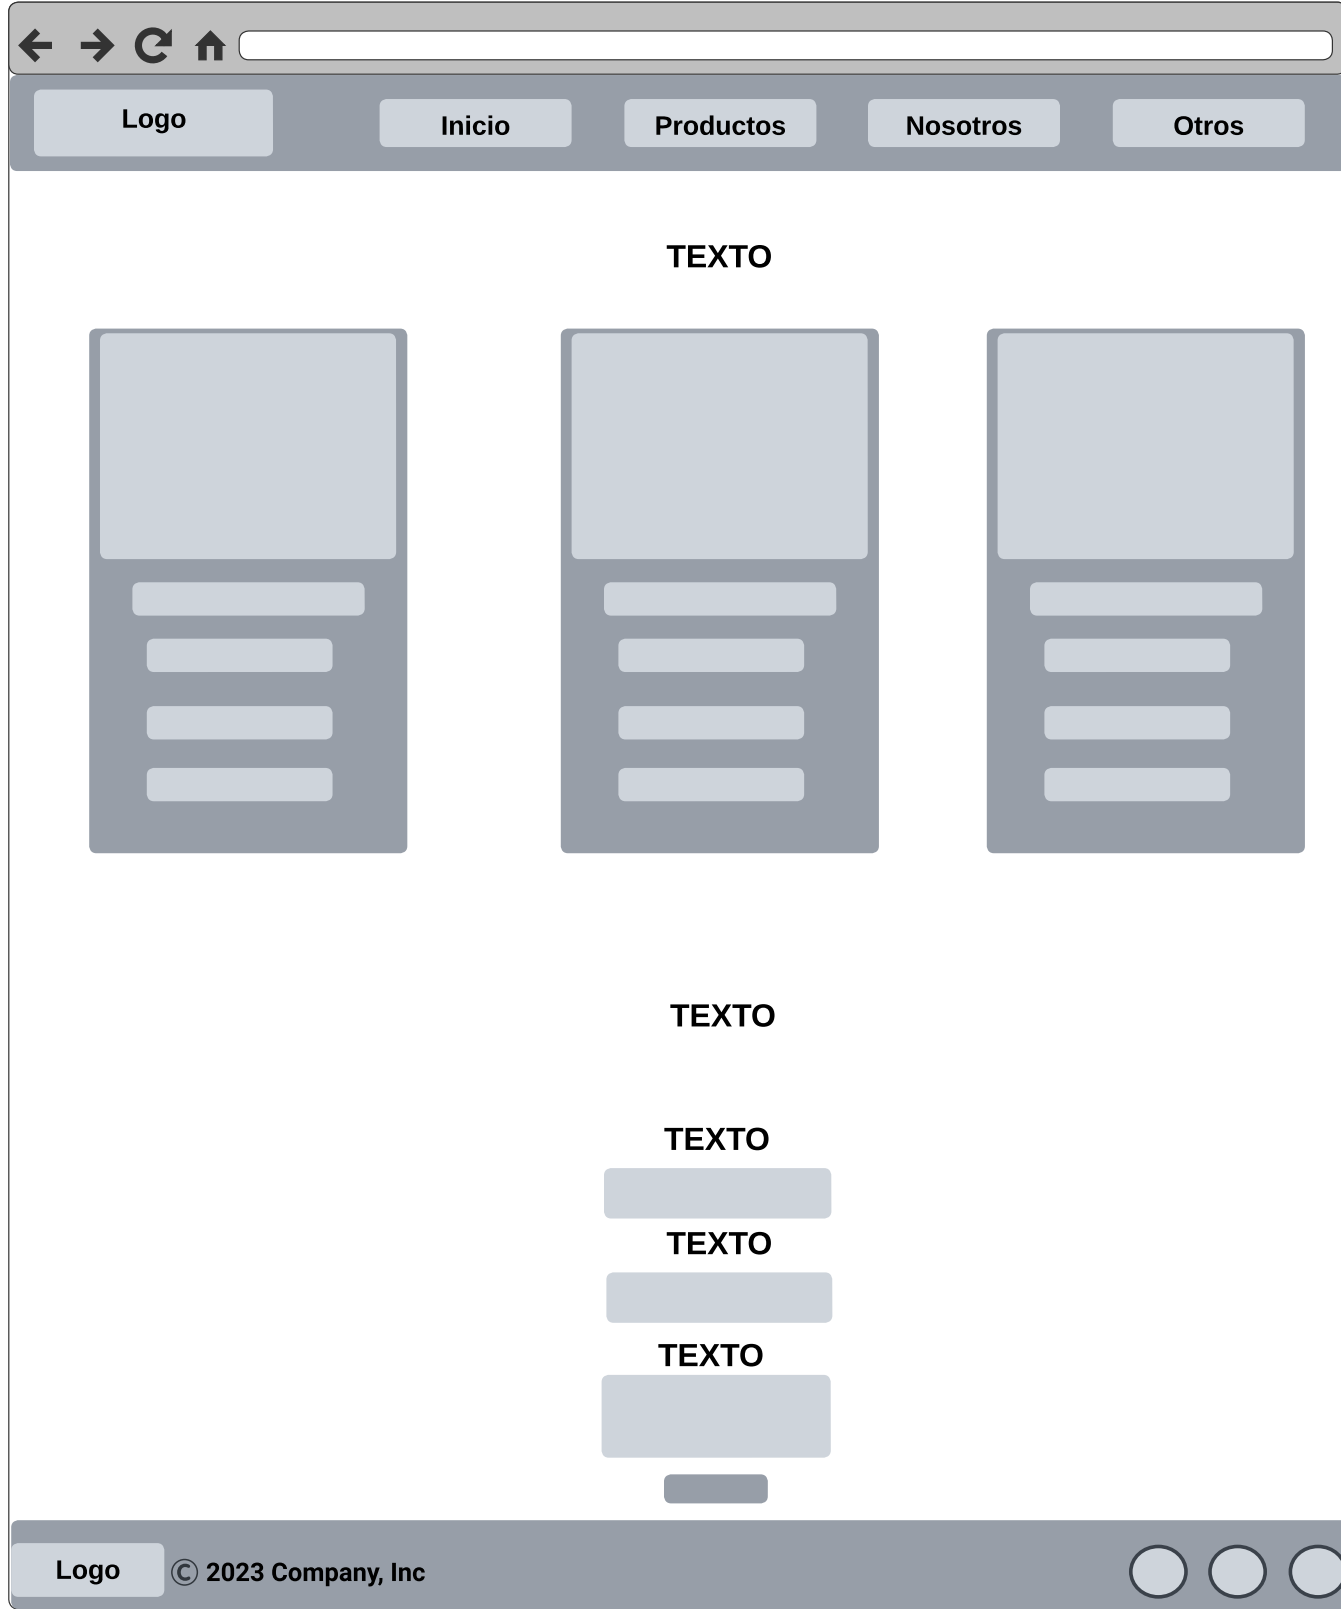 Logo
Inicio
Productos
Nosotros
Otros
TEXTO
TEXTO
TEXTO
TEXTO
TEXTO
Logo
© 2023 Company, Inc